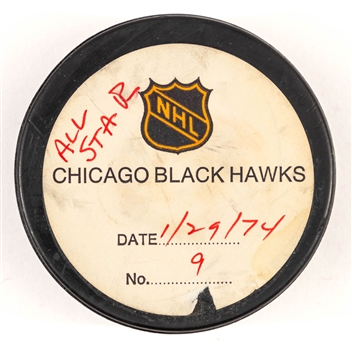 ALL
STAR
NHL
CHICAGO BLACK HAWKS
DATE 1/29/74
No. 9